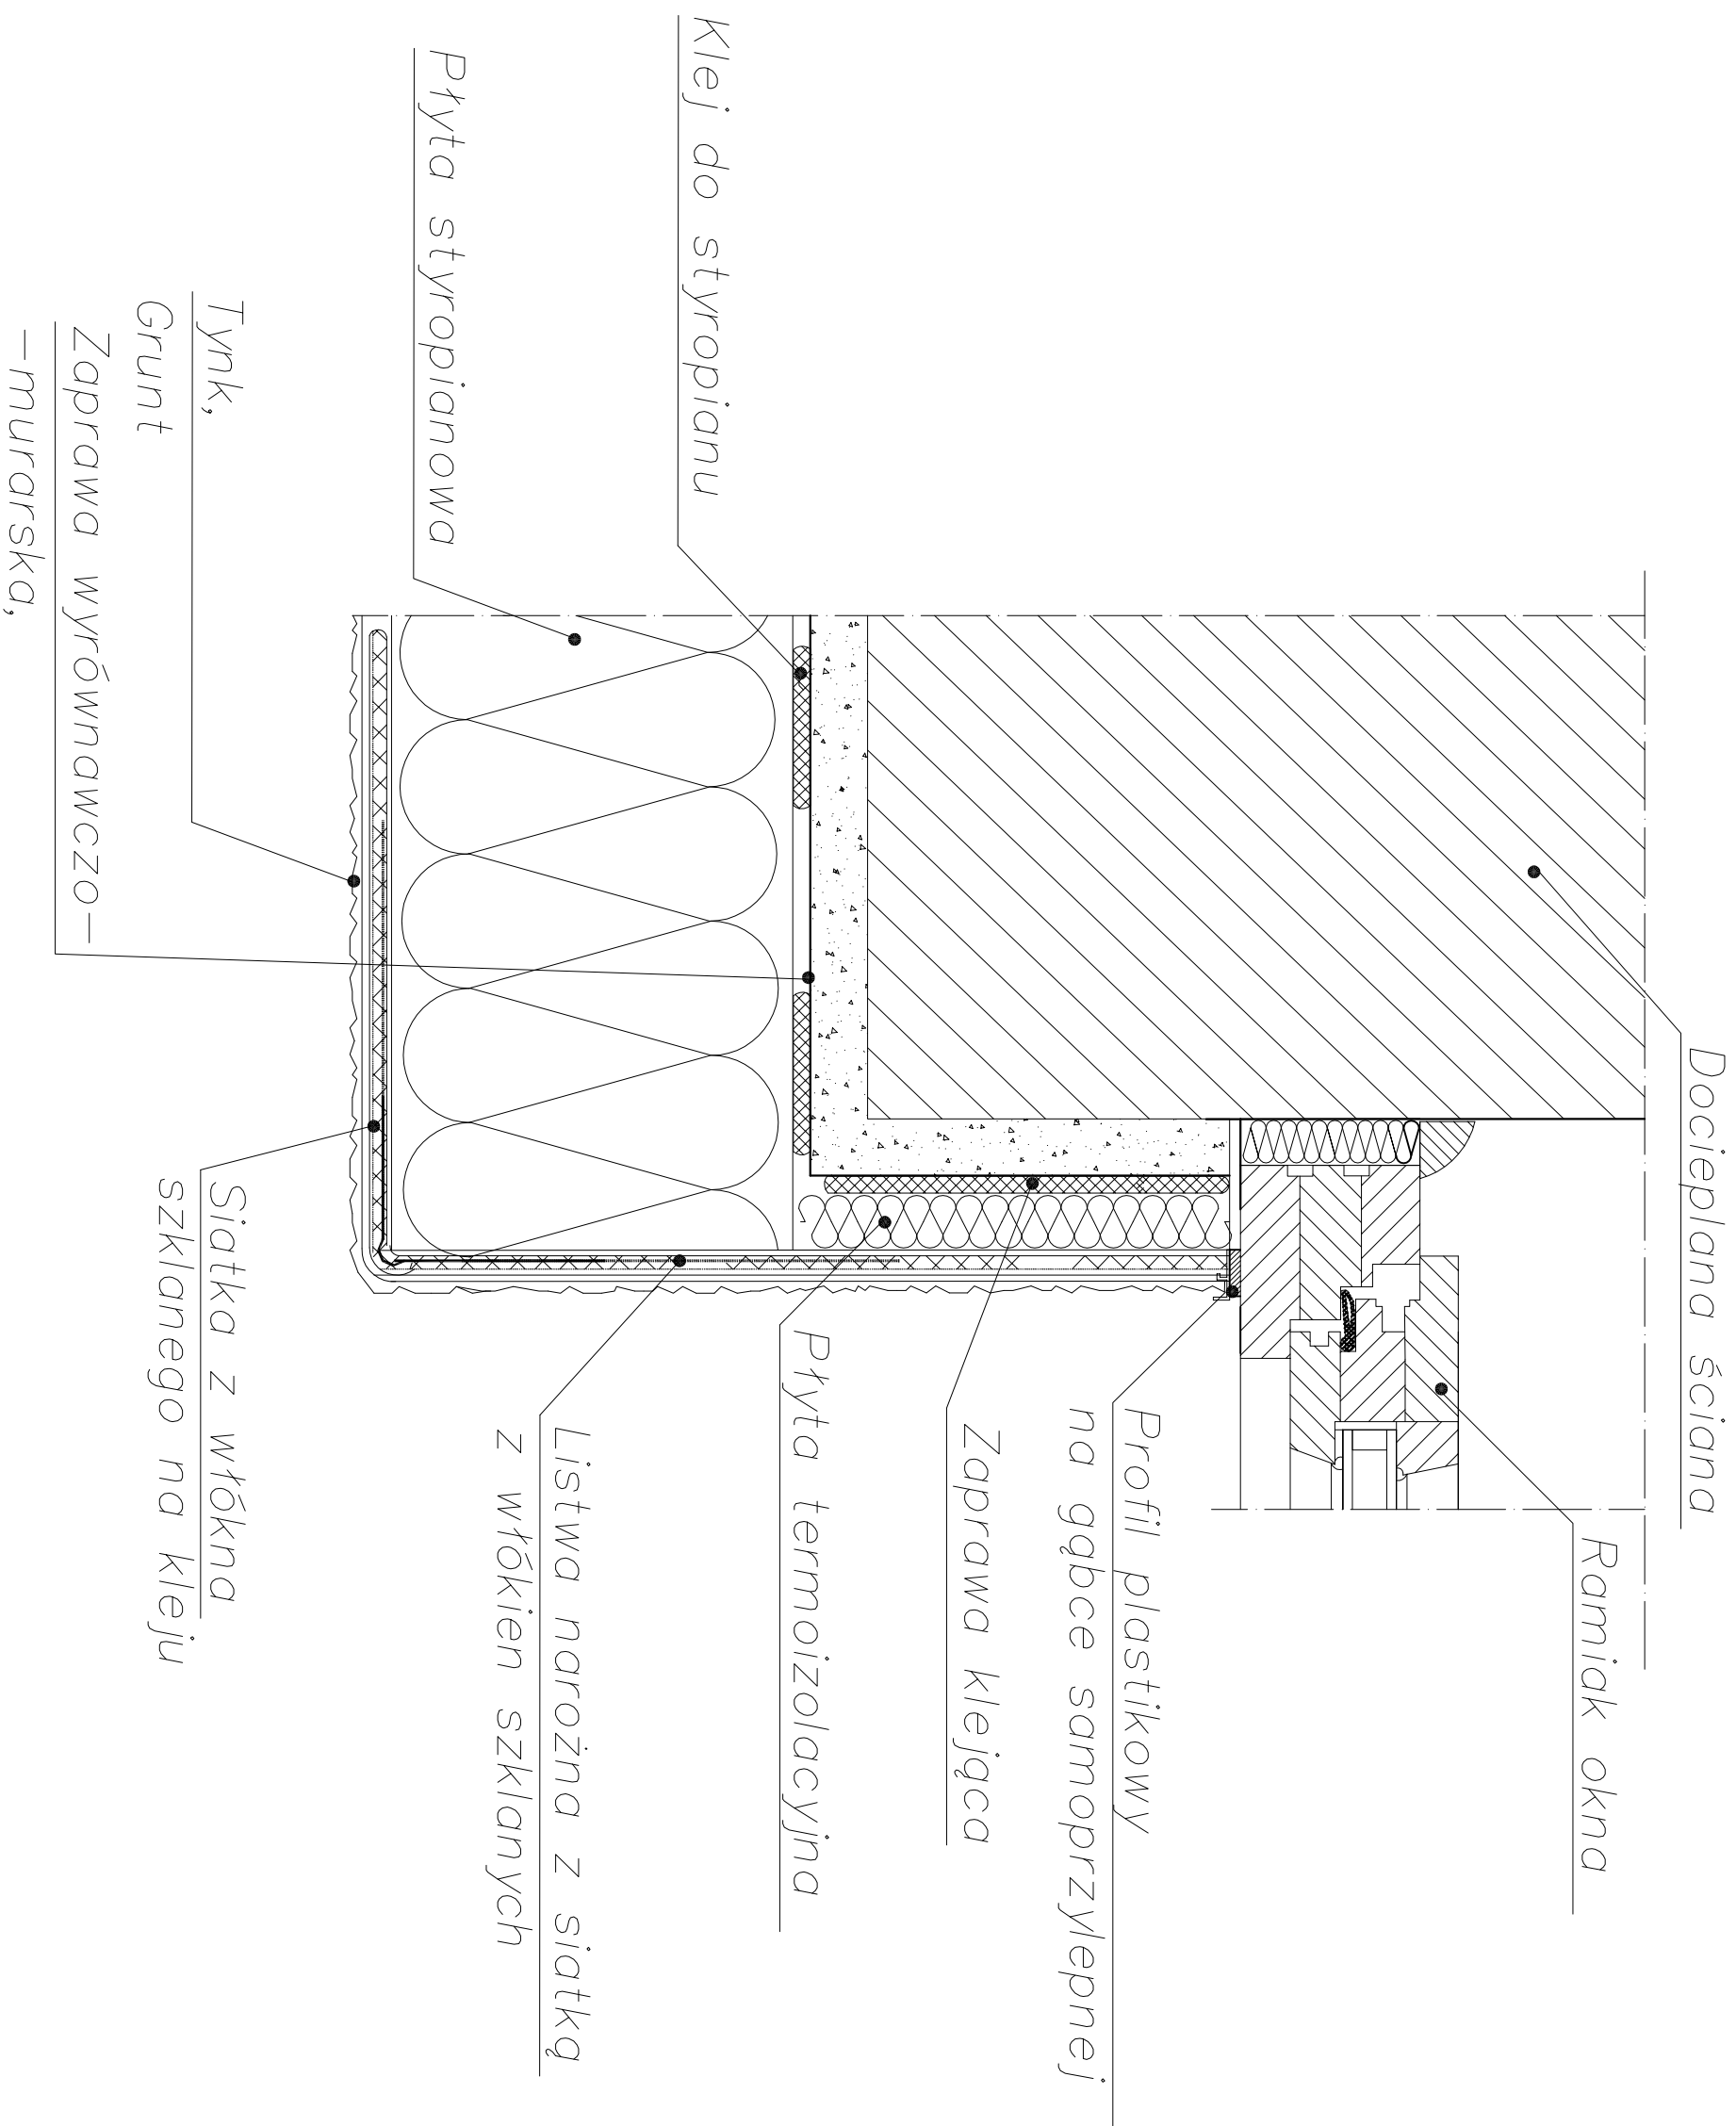 Klej do styropianu
Płyta styropianowa
Tynk,
Grunt
Zaprawa wyrównawczo-
-murarska,
Docieplana ściana
Ramiak okna
Profil plastikowy
na gąbce samoprzylepnej
Zaprawa klejąca
Płyta termoizolacyjna
Listwa narożna z siatką
z włókien szklanych
Siatka z włókna
szklanego na kleju